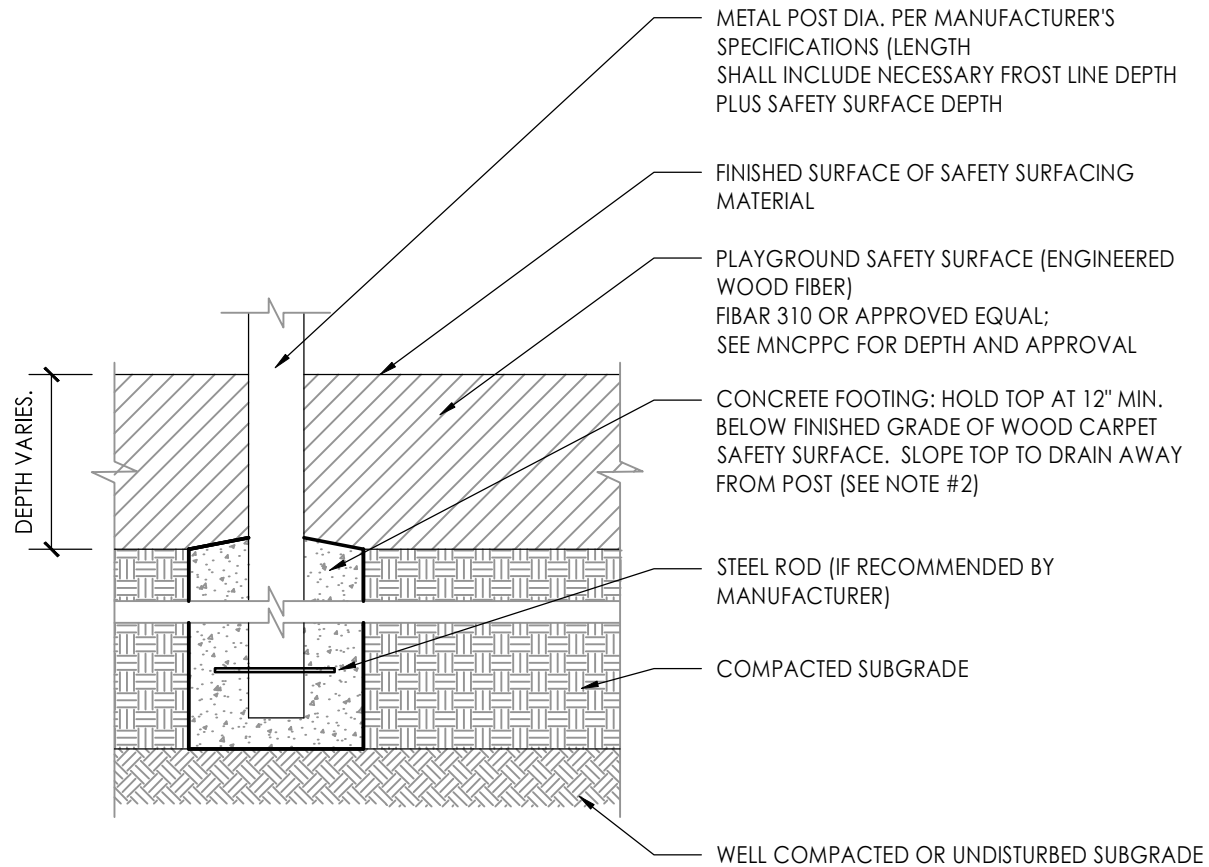 METAL POST DIA. PER MANUFACTURER'S
SPECIFICATIONS (LENGTH
SHALL INCLUDE NECESSARY FROST LINE DEPTH
PLUS SAFETY SURFACE DEPTH
FINISHED SURFACE OF SAFETY SURFACING
MATERIAL
PLAYGROUND SAFETY SURFACE (ENGINEERED
WOOD FIBER)
FIBAR 310 OR APPROVED EQUAL;
SEE MNCPPC FOR DEPTH AND APPROVAL
CONCRETE FOOTING: HOLD TOP AT 12" MIN.
BELOW FINISHED GRADE OF WOOD CARPET
SAFETY SURFACE. SLOPE TOP TO DRAIN AWAY
FROM POST (SEE NOTE #2)
DEPTH VARIES.
STEEL ROD (IF RECOMMENDED BY
MANUFACTURER)
COMPACTED SUBGRADE
WELL COMPACTED OR UNDISTURBED SUBGRADE